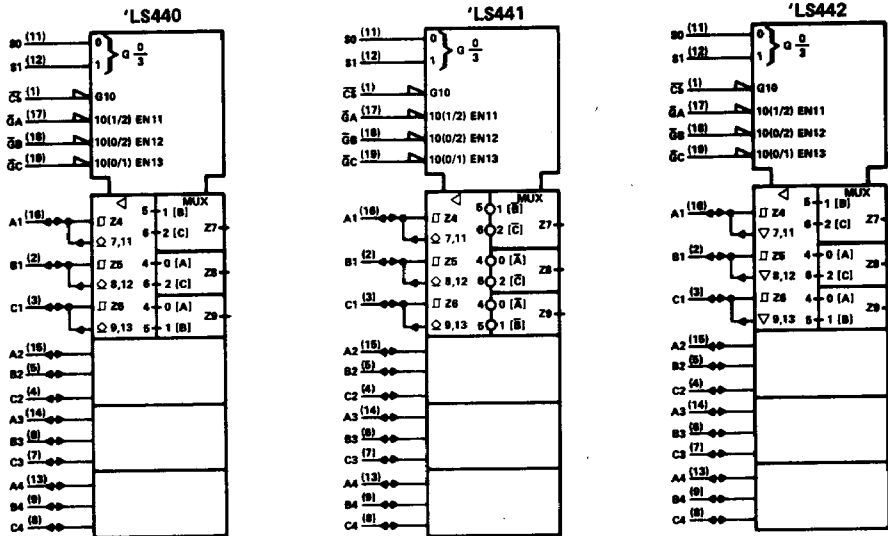 'LS440
S0 (11) 0 } G 0/3
S1 (12) 1
C̅S̅ (1) G10
G̅A (17) 10(1/2) EN11
G̅B (18) 10(0/2) EN12
G̅C (19) 10(0/1) EN13
MUX
A1 (16) Z4 5 1 [B] Z7
7,11 6 2 [C]
B1 (2) Z5 4 0 [A] Z8
8,12 6 2 [C]
C1 (3) Z6 4 0 [A] Z9
9,13 5 1 [B]
A2 (15)
B2 (5)
C2 (4)
A3 (14)
B3 (6)
C3 (7)
A4 (13)
B4 (9)
C4 (8)
'LS441
S0 (11) 0 } G 0/3
S1 (12) 1
C̅S̅ (1) G10
G̅A (17) 10(1/2) EN11
G̅B (18) 10(0/2) EN12
G̅C (19) 10(0/1) EN13
MUX
A1 (16) Z4 5 1 [B̅] Z7
7,11 6 2 [C̅]
B1 (2) Z5 4 0 [A̅] Z8
8,12 6 2 [C̅]
C1 (3) Z6 4 0 [A̅] Z9
9,13 5 1 [B̅]
A2 (15)
B2 (5)
C2 (4)
A3 (14)
B3 (6)
C3 (7)
A4 (13)
B4 (9)
C4 (8)
'LS442
S0 (11) 0 } G 0/3
S1 (12) 1
C̅S̅ (1) G10
G̅A (17) 10(1/2) EN11
G̅B (18) 10(0/2) EN12
G̅C (19) 10(0/1) EN13
MUX
A1 (16) Z4 5 1 [B] Z7
7,11 6 2 [C]
B1 (2) Z5 4 0 [A] Z8
8,12 6 2 [C]
C1 (3) Z6 4 0 [A] Z9
9,13 5 1 [B]
A2 (15)
B2 (5)
C2 (4)
A3 (14)
B3 (6)
C3 (7)
A4 (13)
B4 (9)
C4 (8)